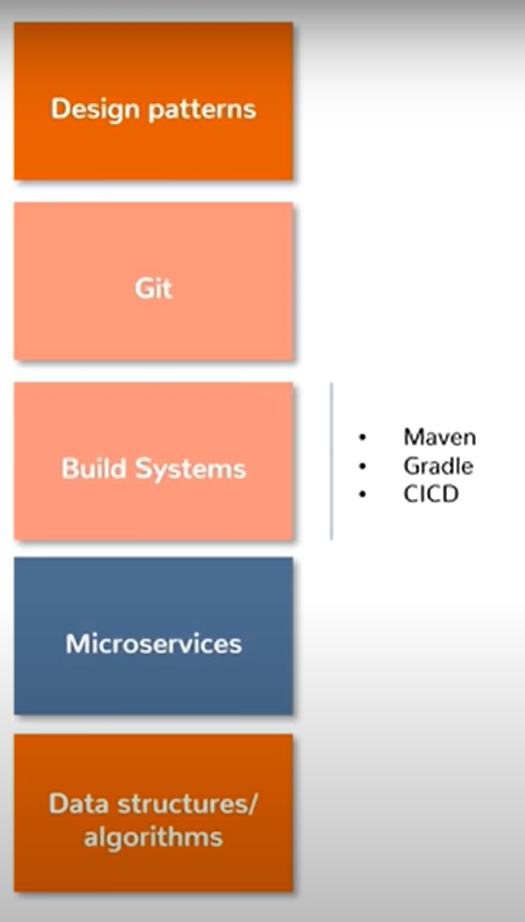 Design patterns
Git
Build Systems
• Maven
• Gradle
• CICD
Microservices
Data structures/
algorithms